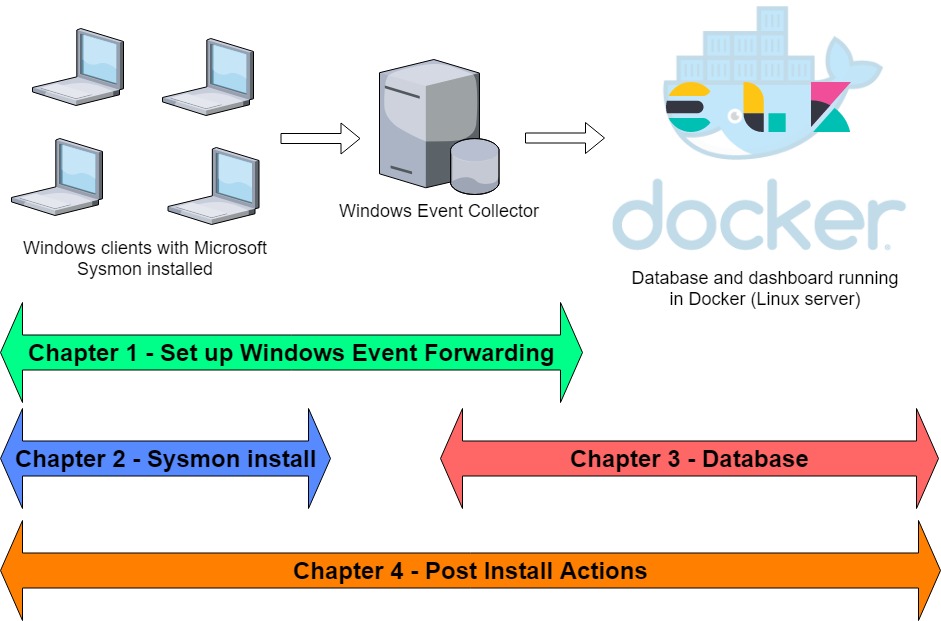 Windows clients with Microsoft
Sysmon installed
Windows Event Collector
docker
Database and dashboard running
in Docker (Linux server)
Chapter 1 - Set up Windows Event Forwarding
Chapter 2 - Sysmon install
Chapter 3 - Database
Chapter 4 - Post Install Actions